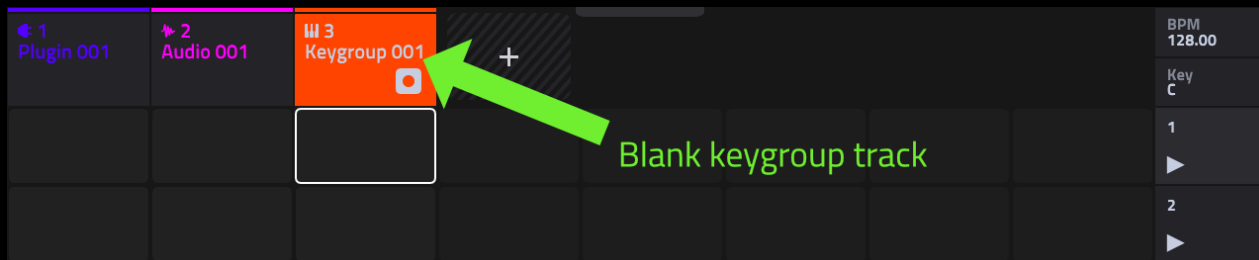 1
Plugin 001
2
Audio 001
3
Keygroup 001
+
BPM
128.00
Key
C
1
Blank keygroup track
2